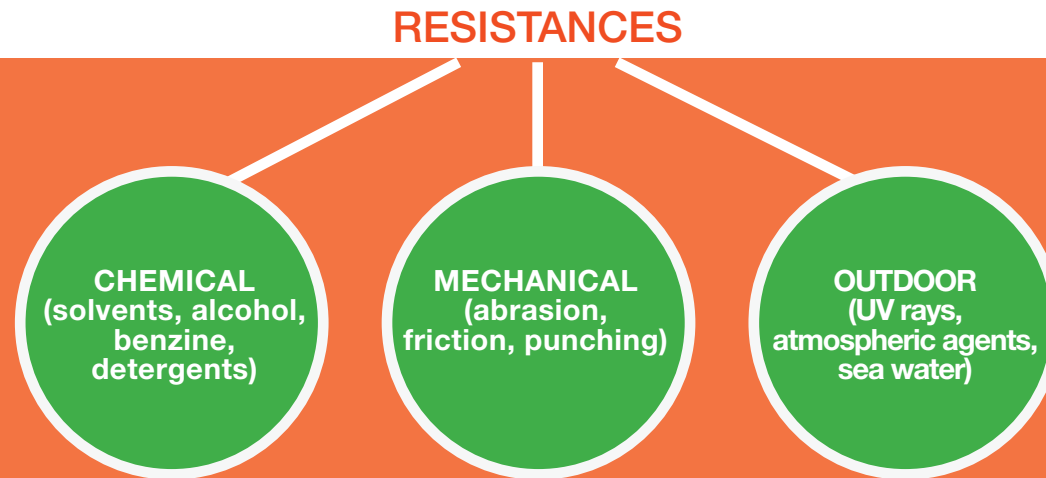 RESISTANCES
CHEMICAL
(solvents, alcohol,
benzine,
detergents)
MECHANICAL
(abrasion,
friction, punching)
OUTDOOR
(UV rays,
atmospheric agents,
sea water)